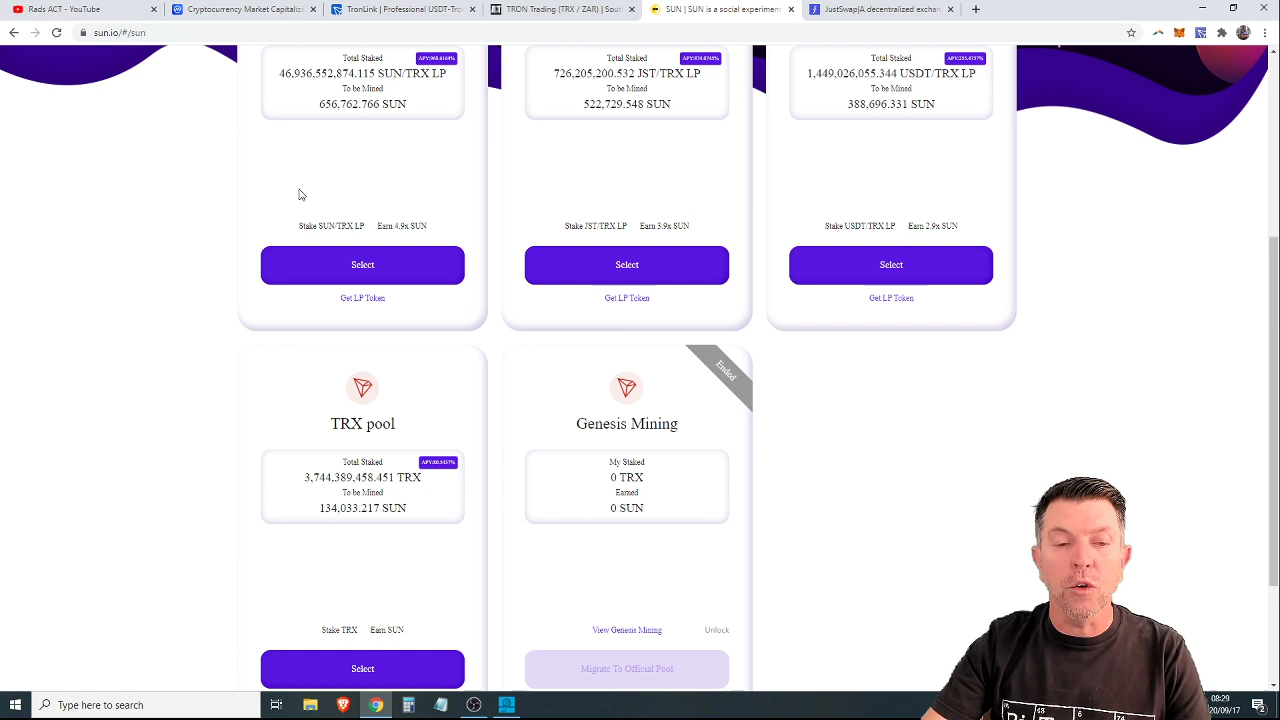 Rads ACT - YouTube
Cryptocurrency Market Capitaliz
TronLink | Professional USDT-Tron
TRON Trading (TRX / ZAR) | Sout
SUN | SUN is a social experiment
JustSwap|A decentralized exchan
sun.io/#/sun
Total Staked
46,936,552,874.115 SUN/TRX LP
To be Mined
656,762.766 SUN
Stake SUN/TRX LP Earn 4.9x SUN
Select
Get LP Token
Total Staked
726,205,200.532 JST/TRX LP
To be Mined
522,729.548 SUN
Stake JST/TRX LP Earn 3.9x SUN
Select
Get LP Token
Total Staked
1,449,026,055.344 USDT/TRX LP
To be Mined
388,696.331 SUN
Stake USDT/TRX LP Earn 2.9x SUN
Select
Get LP Token
TRX pool
Total Staked
3,744,389,458.451 TRX
To be Mined
134,033.217 SUN
Stake TRX Earn SUN
Select
Ended
Genesis Mining
My Staked
0 TRX
Earned
0 SUN
View Genesis Mining Unlock
Migrate To Official Pool
Type here to search
08:29
20/09/17